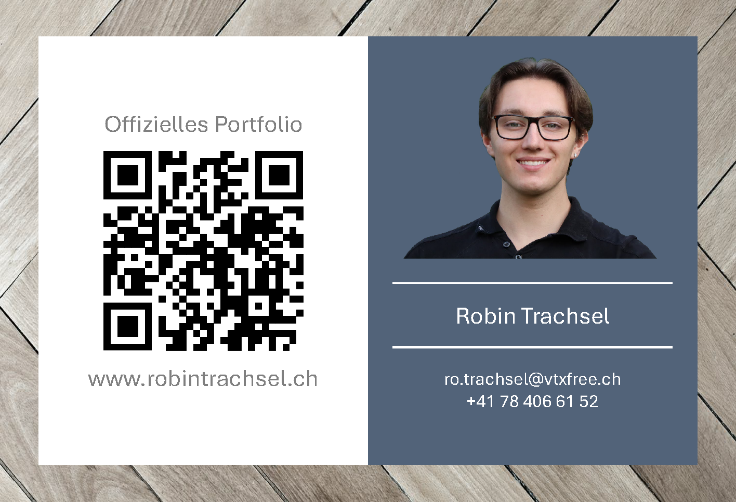 Offizielles Portfolio
www.robintrachsel.ch
Robin Trachsel
ro.trachsel@vtxfree.ch
+41 78 406 61 52